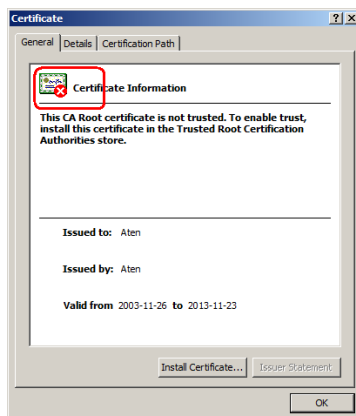 Certificate
General Details Certification Path
Certificate Information
This CA Root certificate is not trusted. To enable trust,
install this certificate in the Trusted Root Certification
Authorities store.
Issued to: Aten
Issued by: Aten
Valid from 2003-11-26 to 2013-11-23
Install Certificate... Issuer Statement
OK